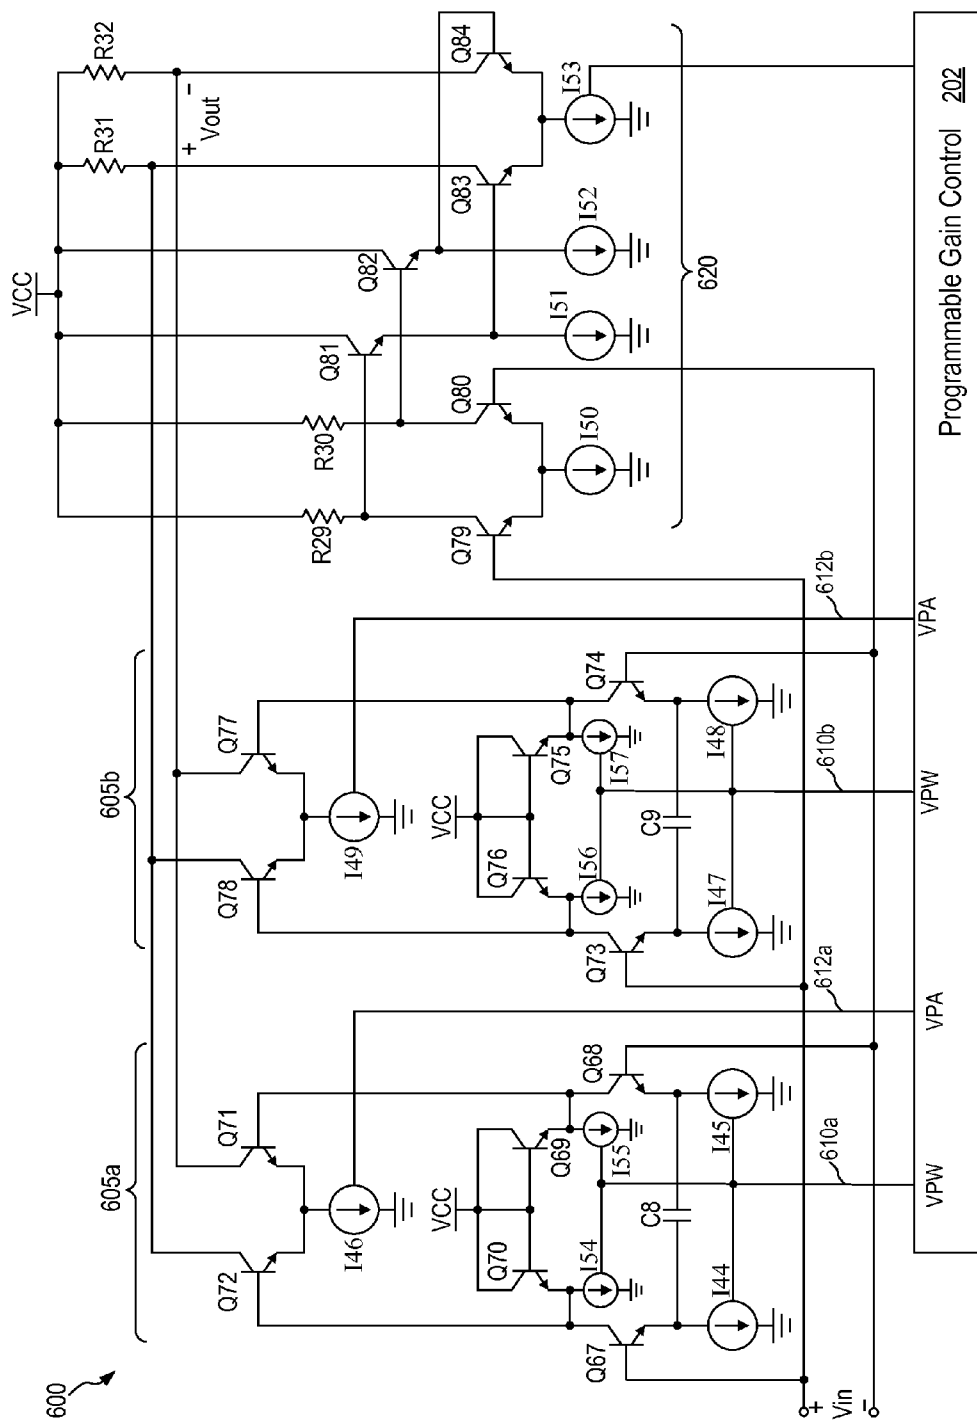 600
605a
605b
VCC
R31
R32
+
−
Vout
Q72
Q71
I46
Q78
Q77
I49
R29
R30
Q81
Q82
VCC
Q70
Q69
I54
I55
Q67
Q68
C8
I44
I45
VCC
Q76
Q75
I56
I57
Q73
Q74
C9
I47
I48
Q79
Q80
Q83
Q84
I50
I51
I52
I53
620
610a
612a
610b
612b
+
Vin
−
VPW
VPA
VPW
VPA
Programmable Gain Control 202